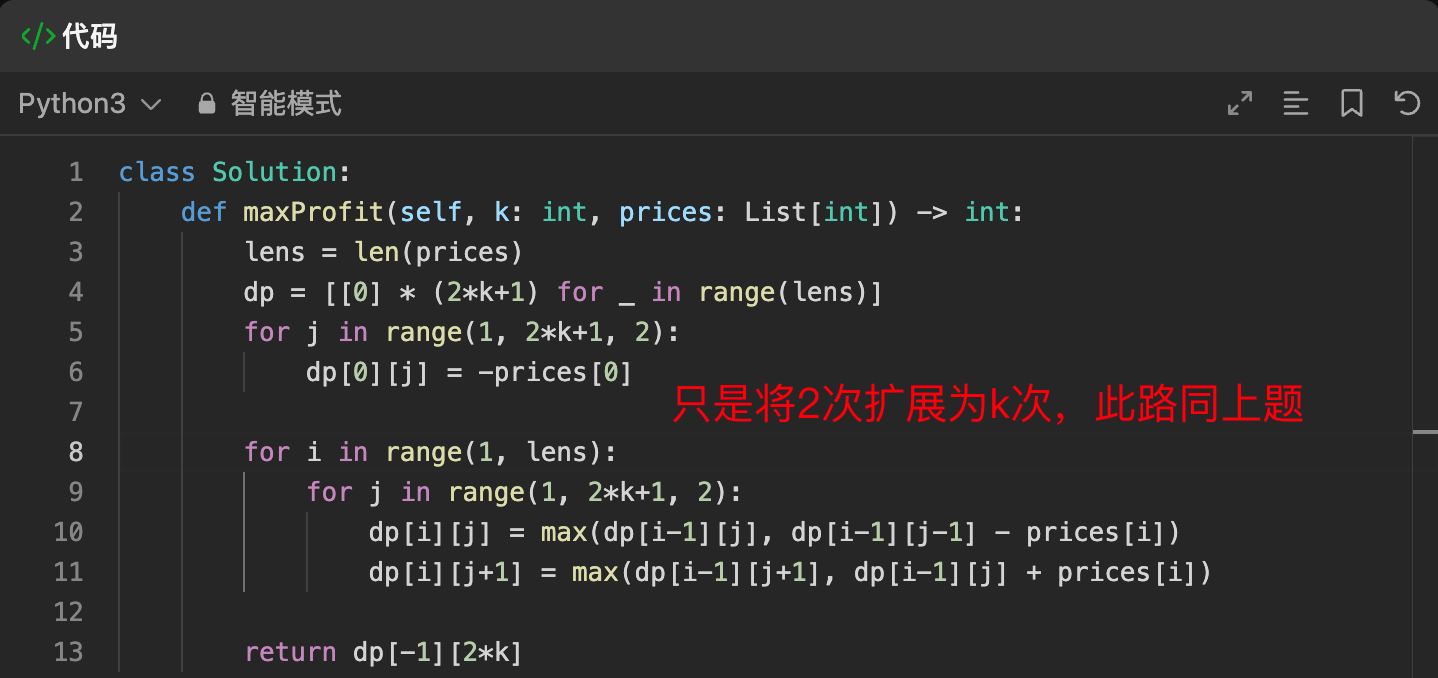 </> 代码
Python3 智能模式
1 class Solution:
2     def maxProfit(self, k: int, prices: List[int]) -> int:
3         lens = len(prices)
4         dp = [[0] * (2*k+1) for _ in range(lens)]
5         for j in range(1, 2*k+1, 2):
6             dp[0][j] = -prices[0]
只是将2次扩展为k次，此路同上题
7
8         for i in range(1, lens):
9             for j in range(1, 2*k+1, 2):
10                 dp[i][j] = max(dp[i-1][j], dp[i-1][j-1] - prices[i])
11                 dp[i][j+1] = max(dp[i-1][j+1], dp[i-1][j] + prices[i])
12
13         return dp[-1][2*k]